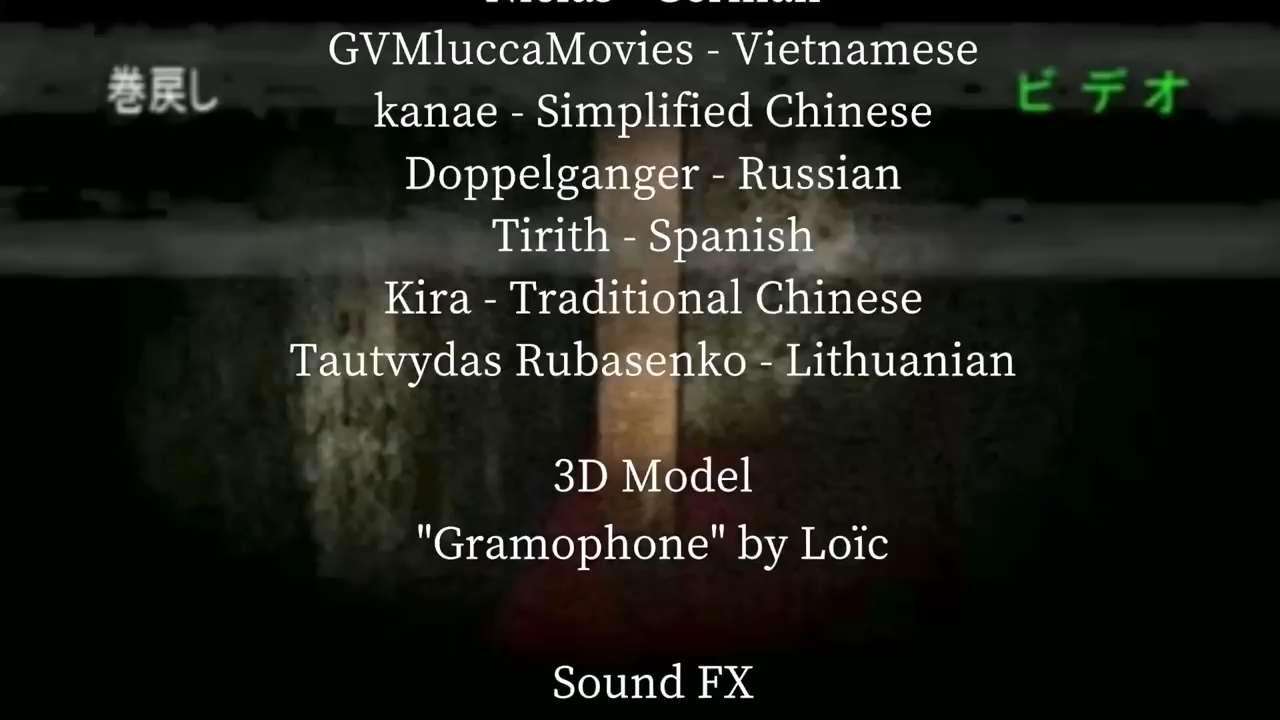 GVMluccaMovies - Vietnamese
巻戻し
ビデオ
kanae - Simplified Chinese
Doppelganger - Russian
Tirith - Spanish
Kira - Traditional Chinese
Tautvydas Rubasenko - Lithuanian
3D Model
"Gramophone" by Loïc
Sound FX